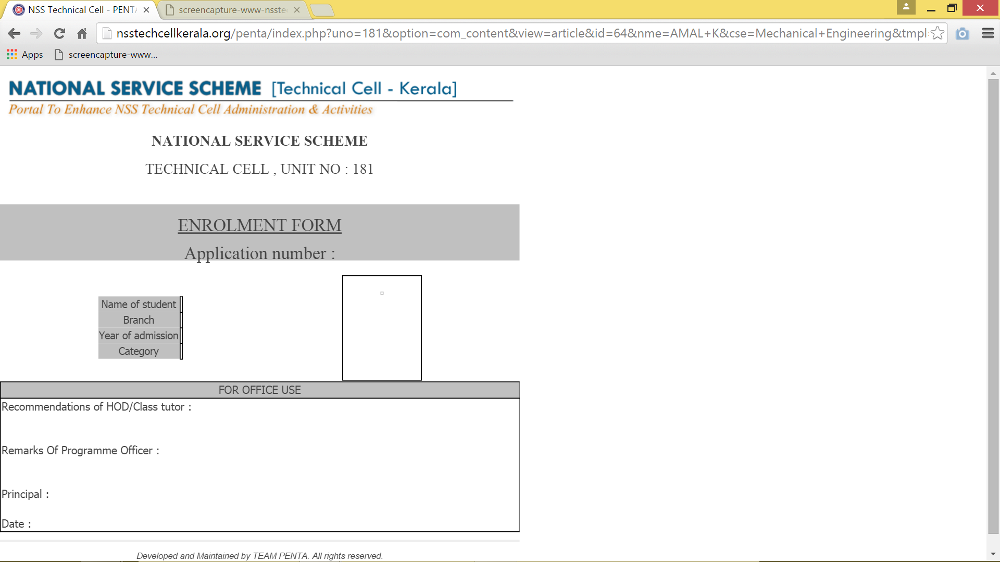 NSS Technical Cell - PENTA
screencapture-www-nsste
nsstechcellkerala.org/penta/index.php?uno=181&option=com_content&view=article&id=64&nme=AMAL+K&cse=Mechanical+Engineering&tmpl
Apps
screencapture-www...
NATIONAL SERVICE SCHEME [Technical Cell - Kerala]
Portal To Enhance NSS Technical Cell Administration & Activities
NATIONAL SERVICE SCHEME
TECHNICAL CELL , UNIT NO : 181
ENROLMENT FORM
Application number :
Name of student
Branch
Year of admission
Category
FOR OFFICE USE
Recommendations of HOD/Class tutor :
Remarks Of Programme Officer :
Principal :
Date :
Developed and Maintained by TEAM PENTA. All rights reserved.